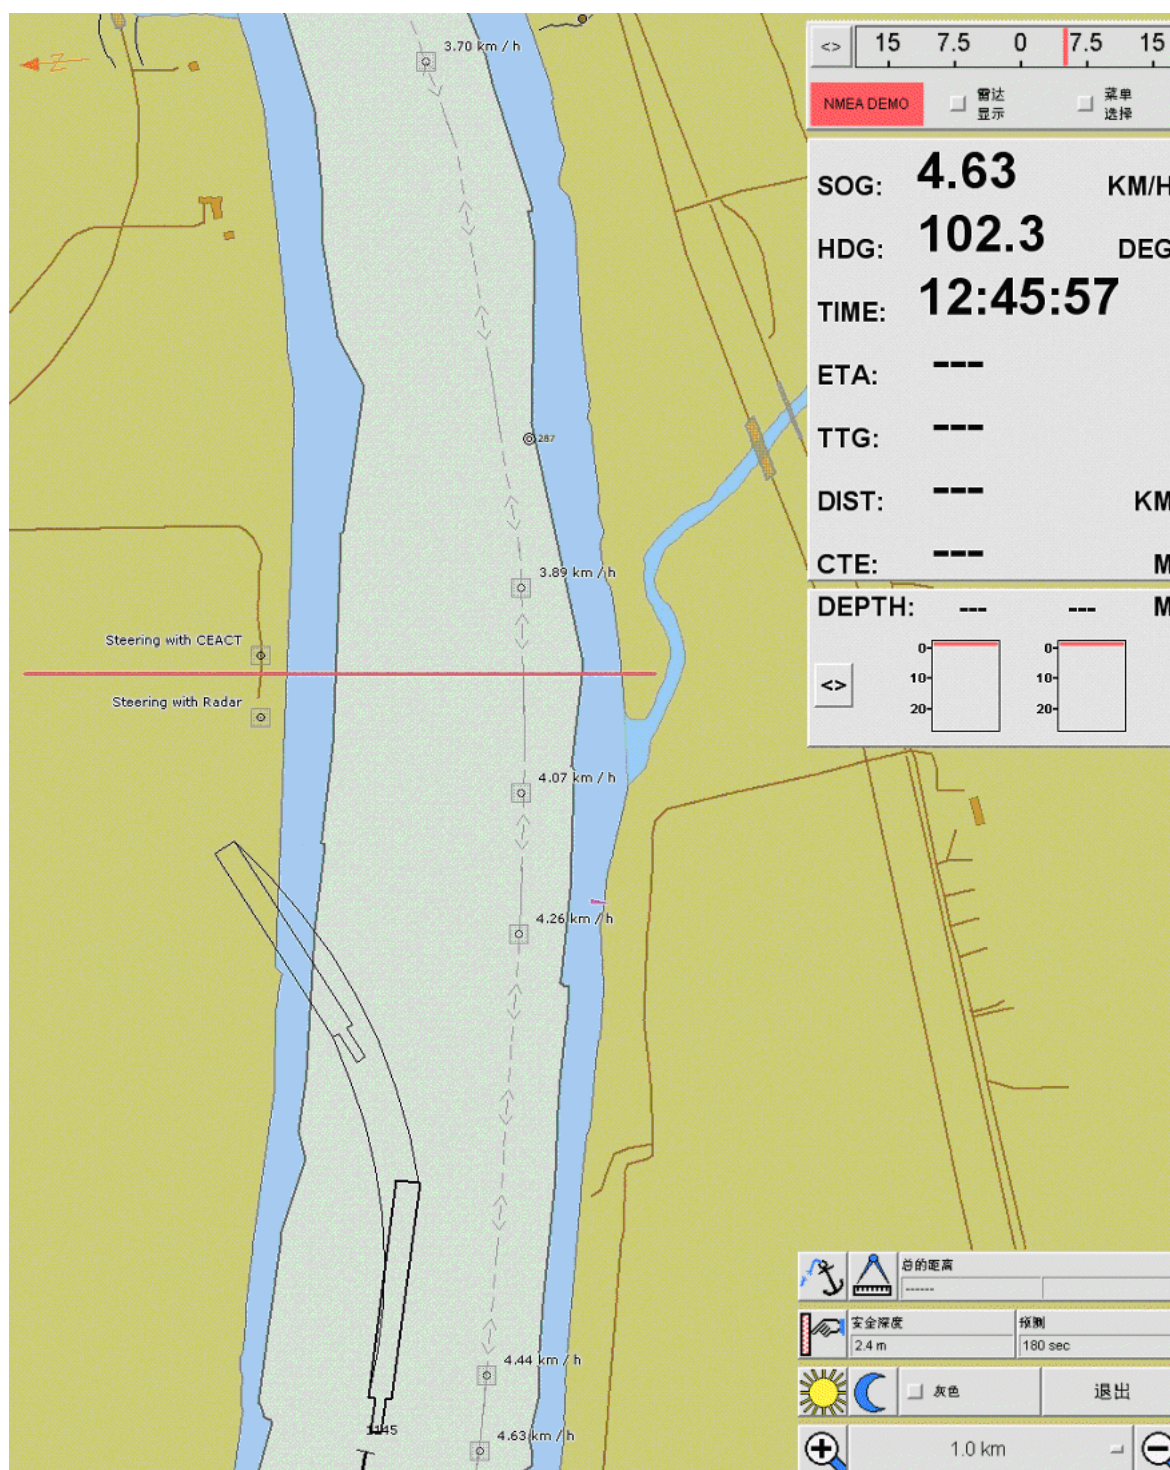 3.70 km / h
<> 15 7.5 0 7.5 15
N
NMEA DEMO
雷达
显示
菜单
选择
SOG: 4.63 KM/H
HDG: 102.3 DEG
TIME: 12:45:57
ETA: ---
TTG: ---
DIST: --- KM
CTE: --- M
287
3.89 km / h
DEPTH: --- --- M
Steering with CEACT
0 0
<> 10 10
20 20
Steering with Radar
4.07 km / h
4.26 km / h
总的距离
------
安全深度
2.4 m
预测
180 sec
4.44 km / h
灰色
退出
1145
4.63 km / h
1.0 km